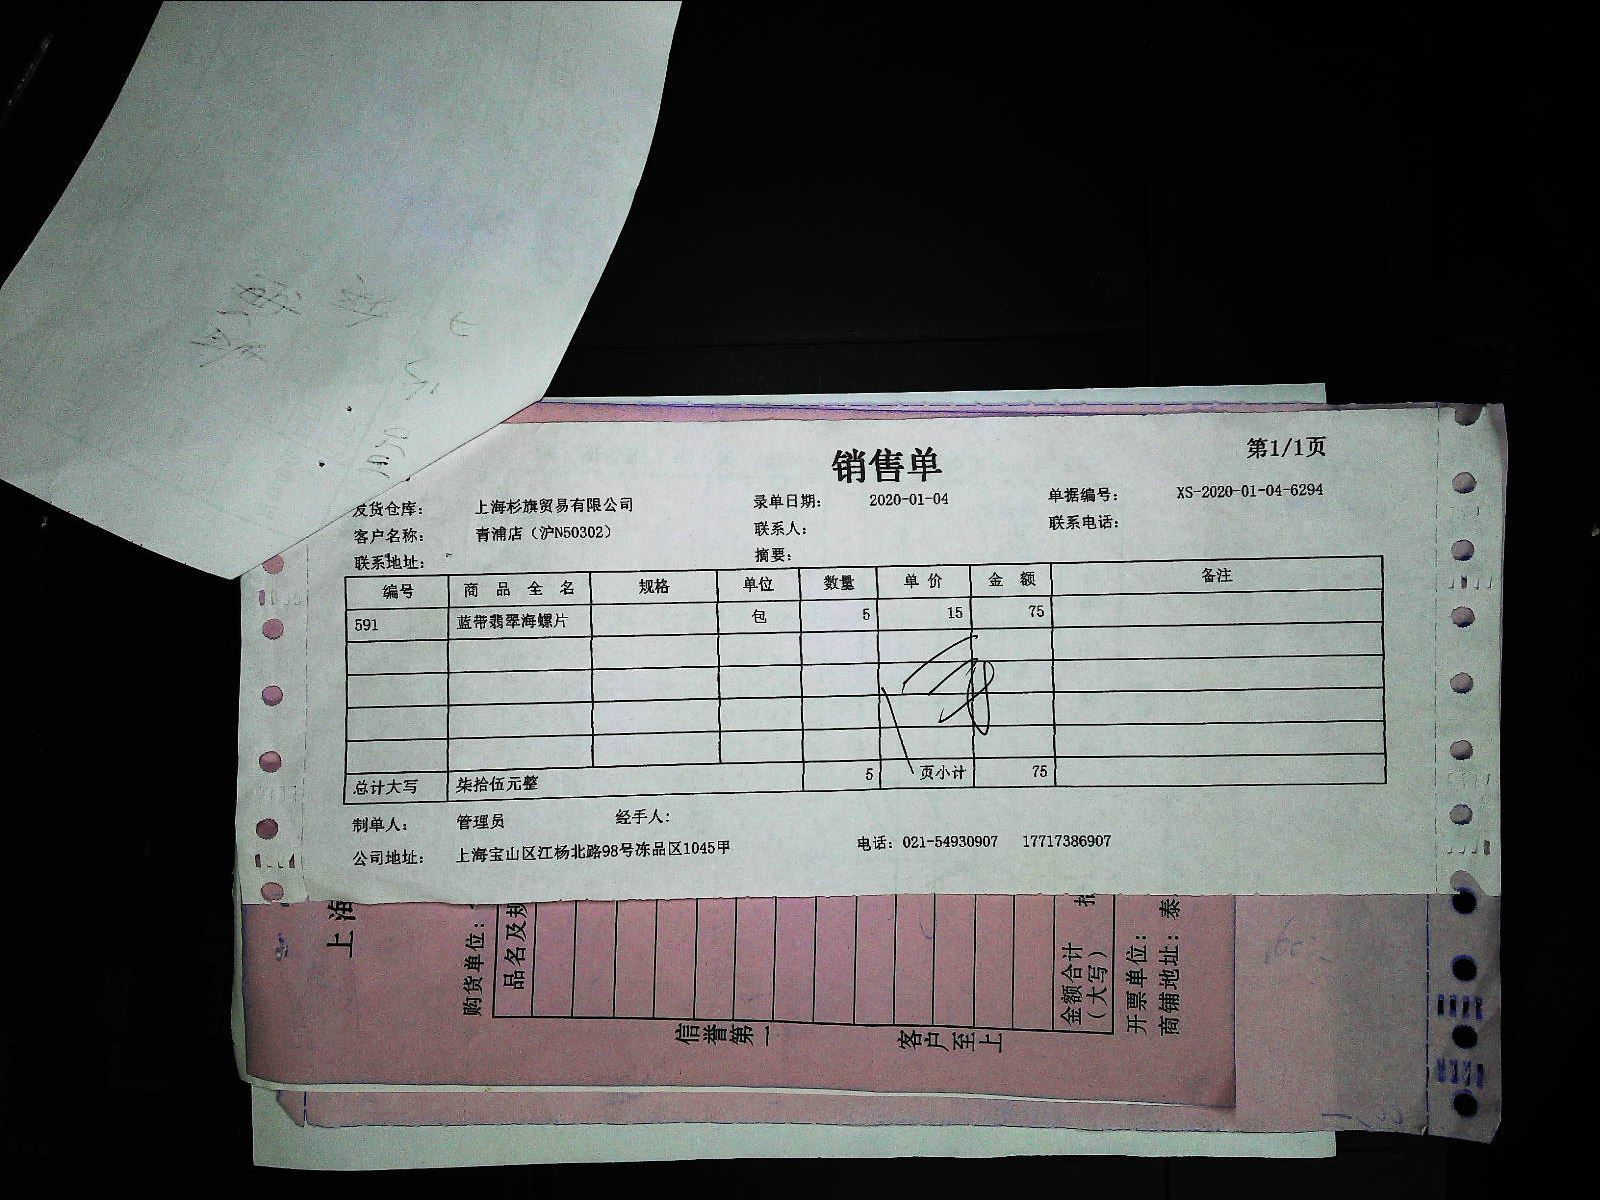 销售单
第1/1页
发货仓库： 上海杉旗贸易有限公司 录单日期： 2020-01-04 单据编号： XS-2020-01-04-6294
客户名称： 青浦店（沪N50302） 联系人： 联系电话：
联系地址： 摘要：
编号 商品全名 规格 单位 数量 单价 金额 备注
591 蓝带翡翠海螺片 包 5 15 75
总计大写 柒拾伍元整 5 页小计 75
制单人： 管理员 经手人：
公司地址： 上海宝山区江杨北路98号冻品区1045甲 电话：021-54930907 17717386907
上海
购货单位：
品名及规
金额合计
（大写）
开票单位：
商铺地址：泰
信誉第一 客户至上